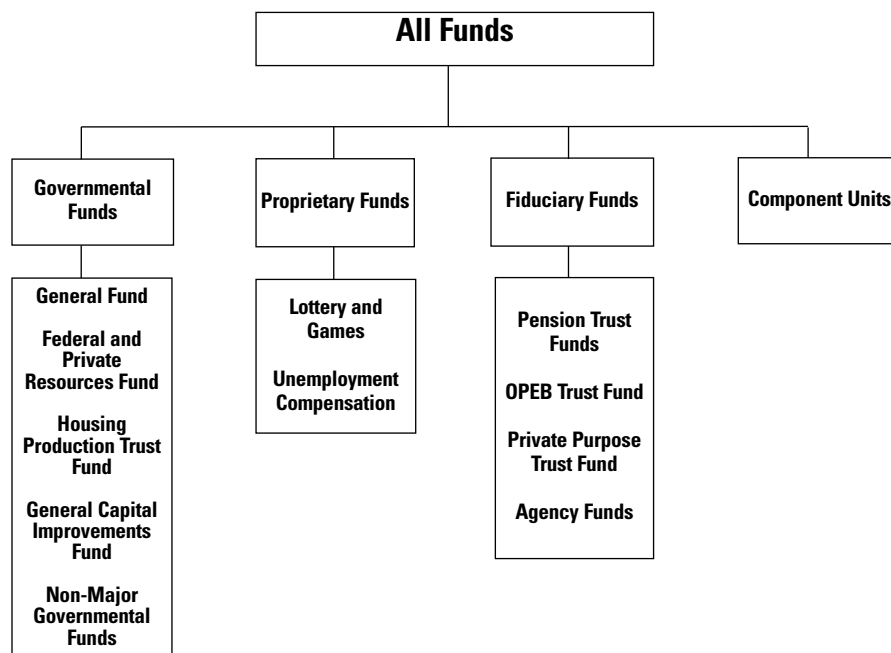 All Funds
Governmental
Funds
Proprietary Funds
Fiduciary Funds
Component Units
General Fund
Federal and
Private
Resources Fund
Housing
Production Trust
Fund
General Capital
Improvements
Fund
Non-Major
Governmental
Funds
Lottery and
Games
Unemployment
Compensation
Pension Trust
Funds
OPEB Trust Fund
Private Purpose
Trust Fund
Agency Funds